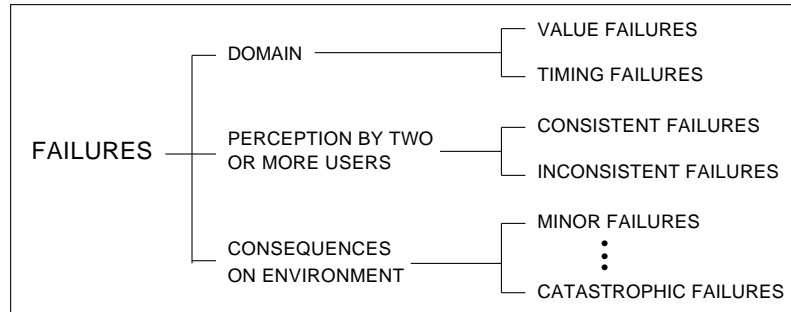 FAILURES
DOMAIN
VALUE FAILURES
TIMING FAILURES
PERCEPTION BY TWO
OR MORE USERS
CONSISTENT FAILURES
INCONSISTENT FAILURES
CONSEQUENCES
ON ENVIRONMENT
MINOR FAILURES
CATASTROPHIC FAILURES